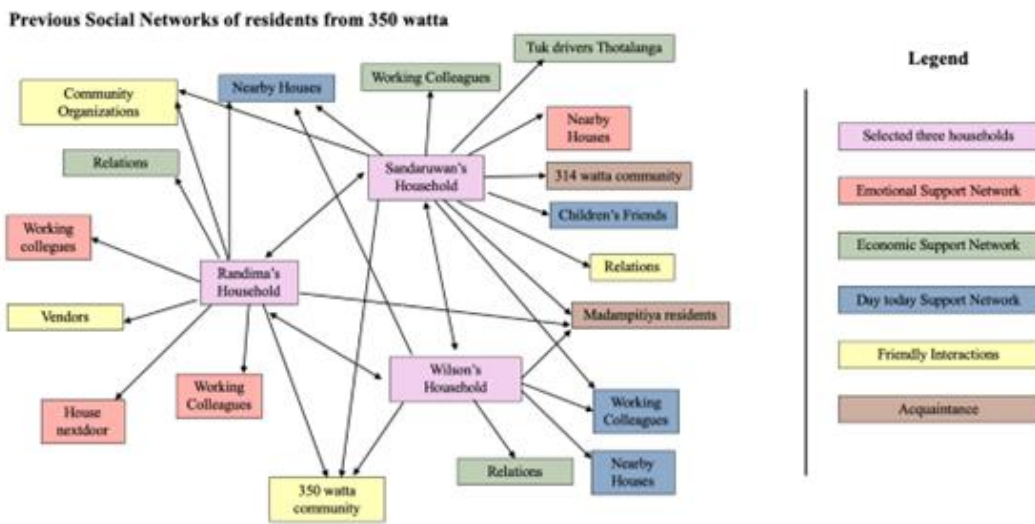 Previous Social Networks of residents from 350 watta
Tuk drivers Thotalanga
Legend
Working Colleagues
Nearby Houses
Community
Organizations
Nearby
Houses
Selected three households
Relations
Sandaruwan's
Household
314 watta community
Emotional Support Network
Children's Friends
Working
collegues
Economic Support Network
Relations
Randima's
Household
Day today Support Network
Vendors
Madampitiya residents
Friendly Interactions
Wilson's
Household
Working
Colleagues
House
nextdoor
Working
Colleagues
Acquaintance
Relations
Nearby
Houses
350 watta
community